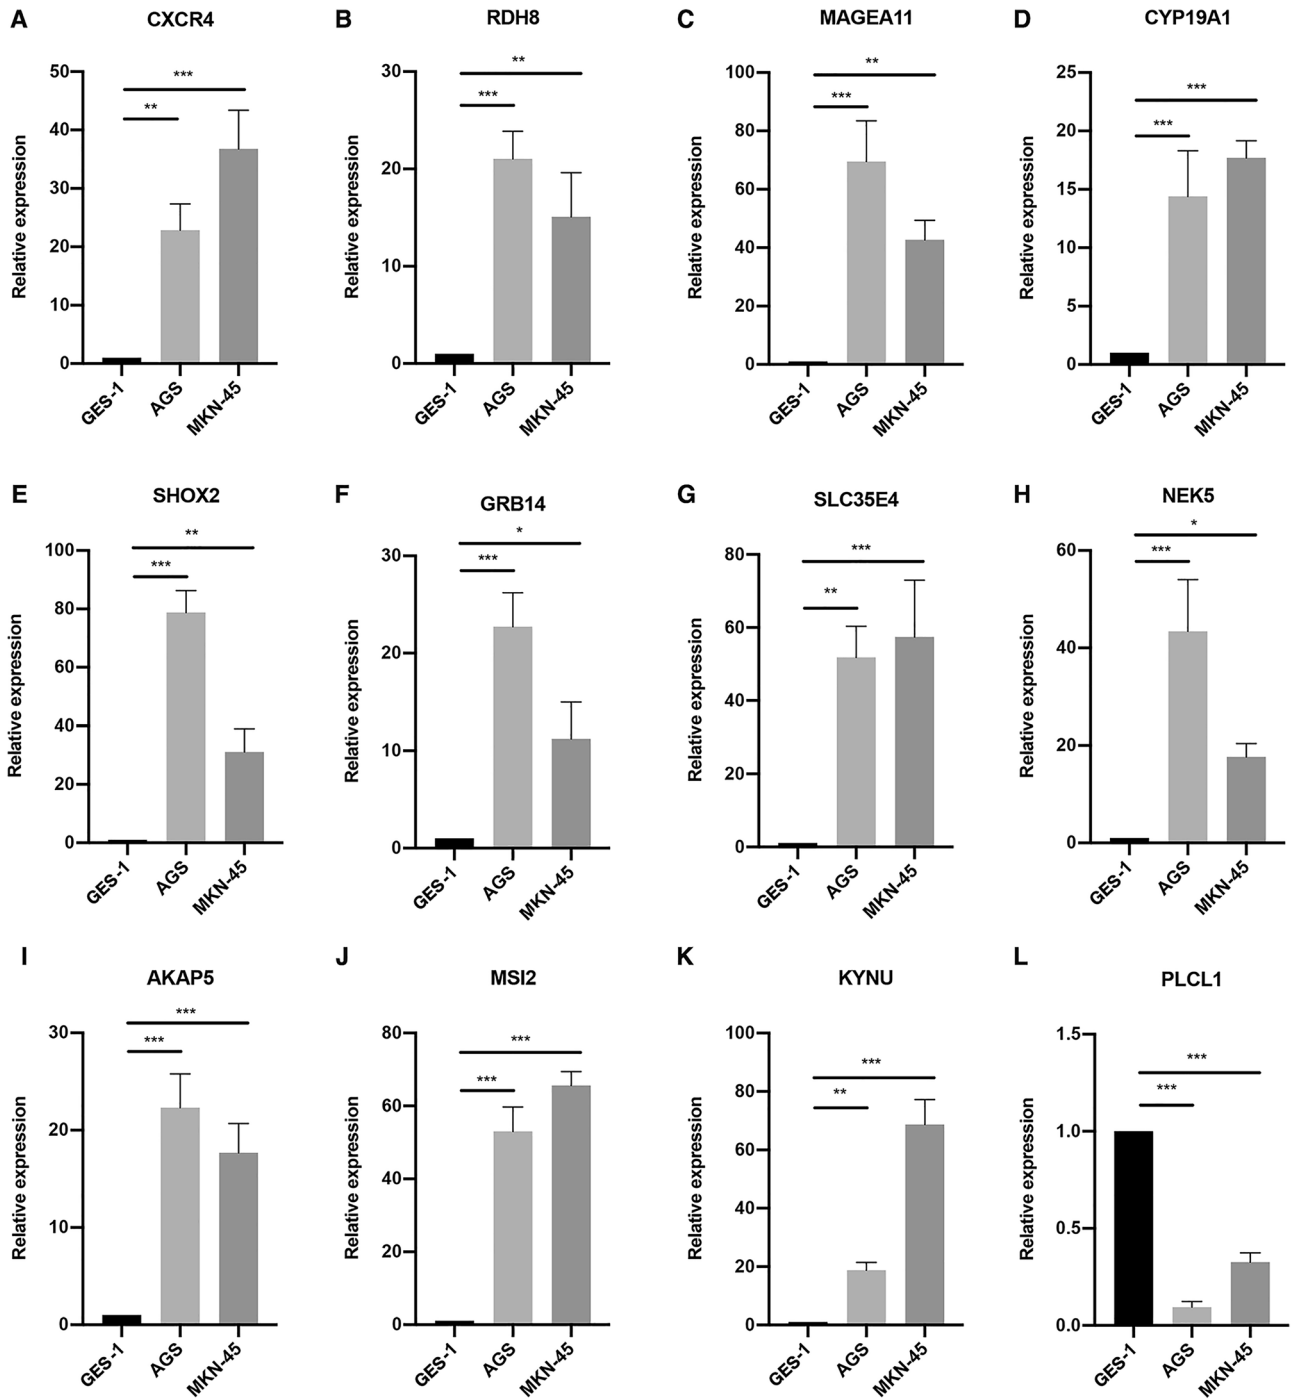 A
CXCR4
Relative expression
50
40
30
20
10
0
***
**
GES-1
AGS
MKN-45
B
RDH8
Relative expression
30
20
10
0
**
***
GES-1
AGS
MKN-45
C
MAGEA11
Relative expression
100
80
60
40
20
0
**
***
GES-1
AGS
MKN-45
D
CYP19A1
Relative expression
25
20
15
10
5
0
***
***
GES-1
AGS
MKN-45
E
SHOX2
Relative expression
100
80
60
40
20
0
**
***
GES-1
AGS
MKN-45
F
GRB14
Relative expression
30
20
10
0
*
***
GES-1
AGS
MKN-45
G
SLC35E4
Relative expression
80
60
40
20
0
***
**
GES-1
AGS
MKN-45
H
NEK5
Relative expression
60
40
20
0
*
***
GES-1
AGS
MKN-45
I
AKAP5
Relative expression
30
20
10
0
***
***
GES-1
AGS
MKN-45
J
MSI2
Relative expression
80
60
40
20
0
***
***
GES-1
AGS
MKN-45
K
KYNU
Relative expression
100
80
60
40
20
0
***
**
GES-1
AGS
MKN-45
L
PLCL1
Relative expression
1.5
1.0
0.5
0.0
***
***
GES-1
AGS
MKN-45